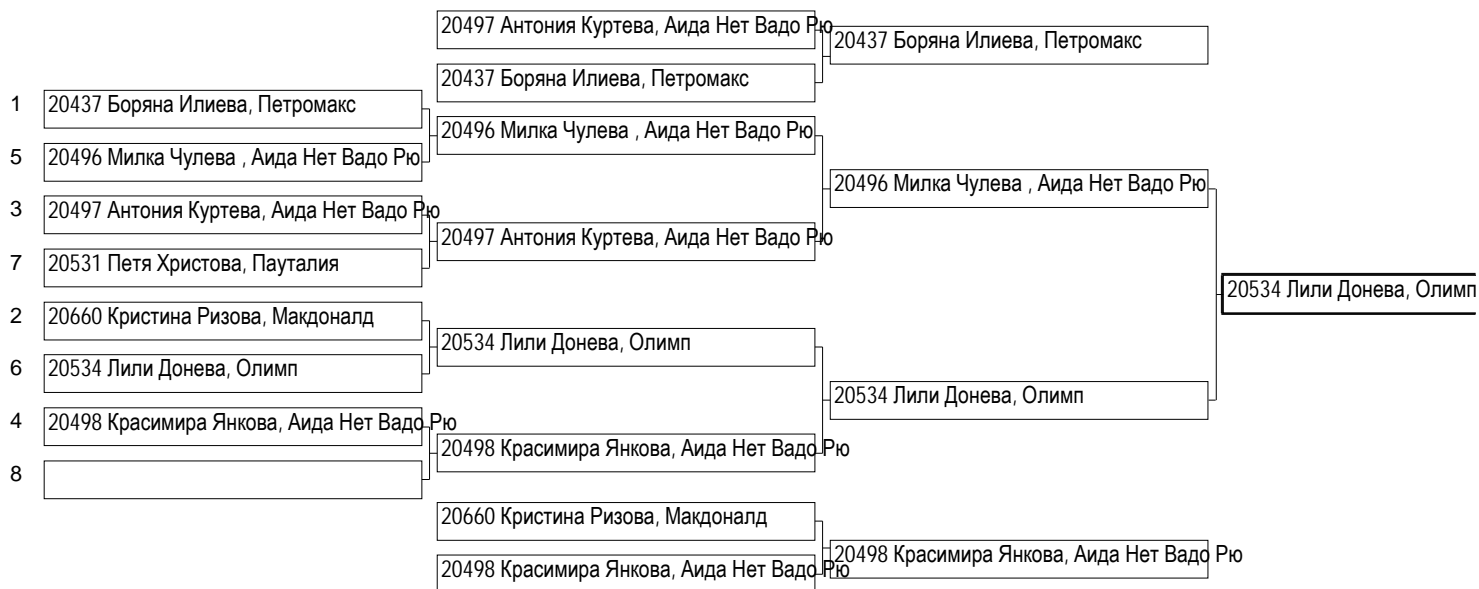 20497 Антония Куртева, Аида Нет Вадо Рю
20437 Боряна Илиева, Петромакс
20437 Боряна Илиева, Петромакс
1 20437 Боряна Илиева, Петромакс
20496 Милка Чулева , Аида Нет Вадо Рю
5 20496 Милка Чулева , Аида Нет Вадо Рю
20496 Милка Чулева , Аида Нет Вадо Рю
3 20497 Антония Куртева, Аида Нет Вадо Рю
20497 Антония Куртева, Аида Нет Вадо Рю
7 20531 Петя Христова, Пауталия
20534 Лили Донева, Олимп
2 20660 Кристина Ризова, Макдоналд
20534 Лили Донева, Олимп
6 20534 Лили Донева, Олимп
20534 Лили Донева, Олимп
4 20498 Красимира Янкова, Аида Нет Вадо Рю
20498 Красимира Янкова, Аида Нет Вадо Рю
8
20660 Кристина Ризова, Макдоналд
20498 Красимира Янкова, Аида Нет Вадо Рю
20498 Красимира Янкова, Аида Нет Вадо Рю